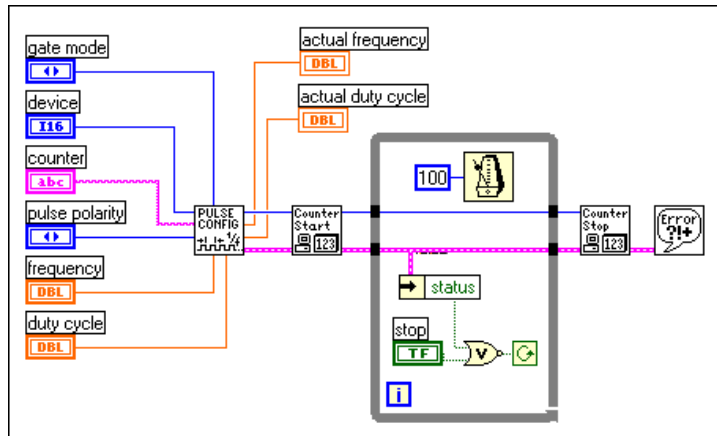 gate mode
device
I16
counter
abc
pulse polarity
frequency
DBL
duty cycle
DBL
actual frequency
DBL
actual duty cycle
DBL
PULSE
CONFIG
1/f
Counter
Start
123
100
status
stop
TF
V
i
Counter
Stop
123
Error
?!+